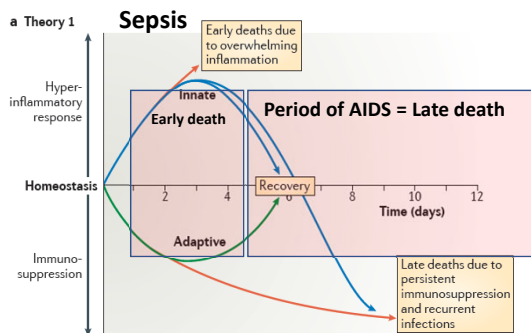 a Theory 1
Sepsis
Early deaths due
to overwhelming
inflammation
Hyper-
inflammatory
response
Innate
Early death
Period of AIDS = Late death
Homeostasis
Recovery
2
4
6
8
10
12
Time (days)
Adaptive
Immuno-
suppression
Late deaths due to
persistent
immunosuppression
and recurrent
infections